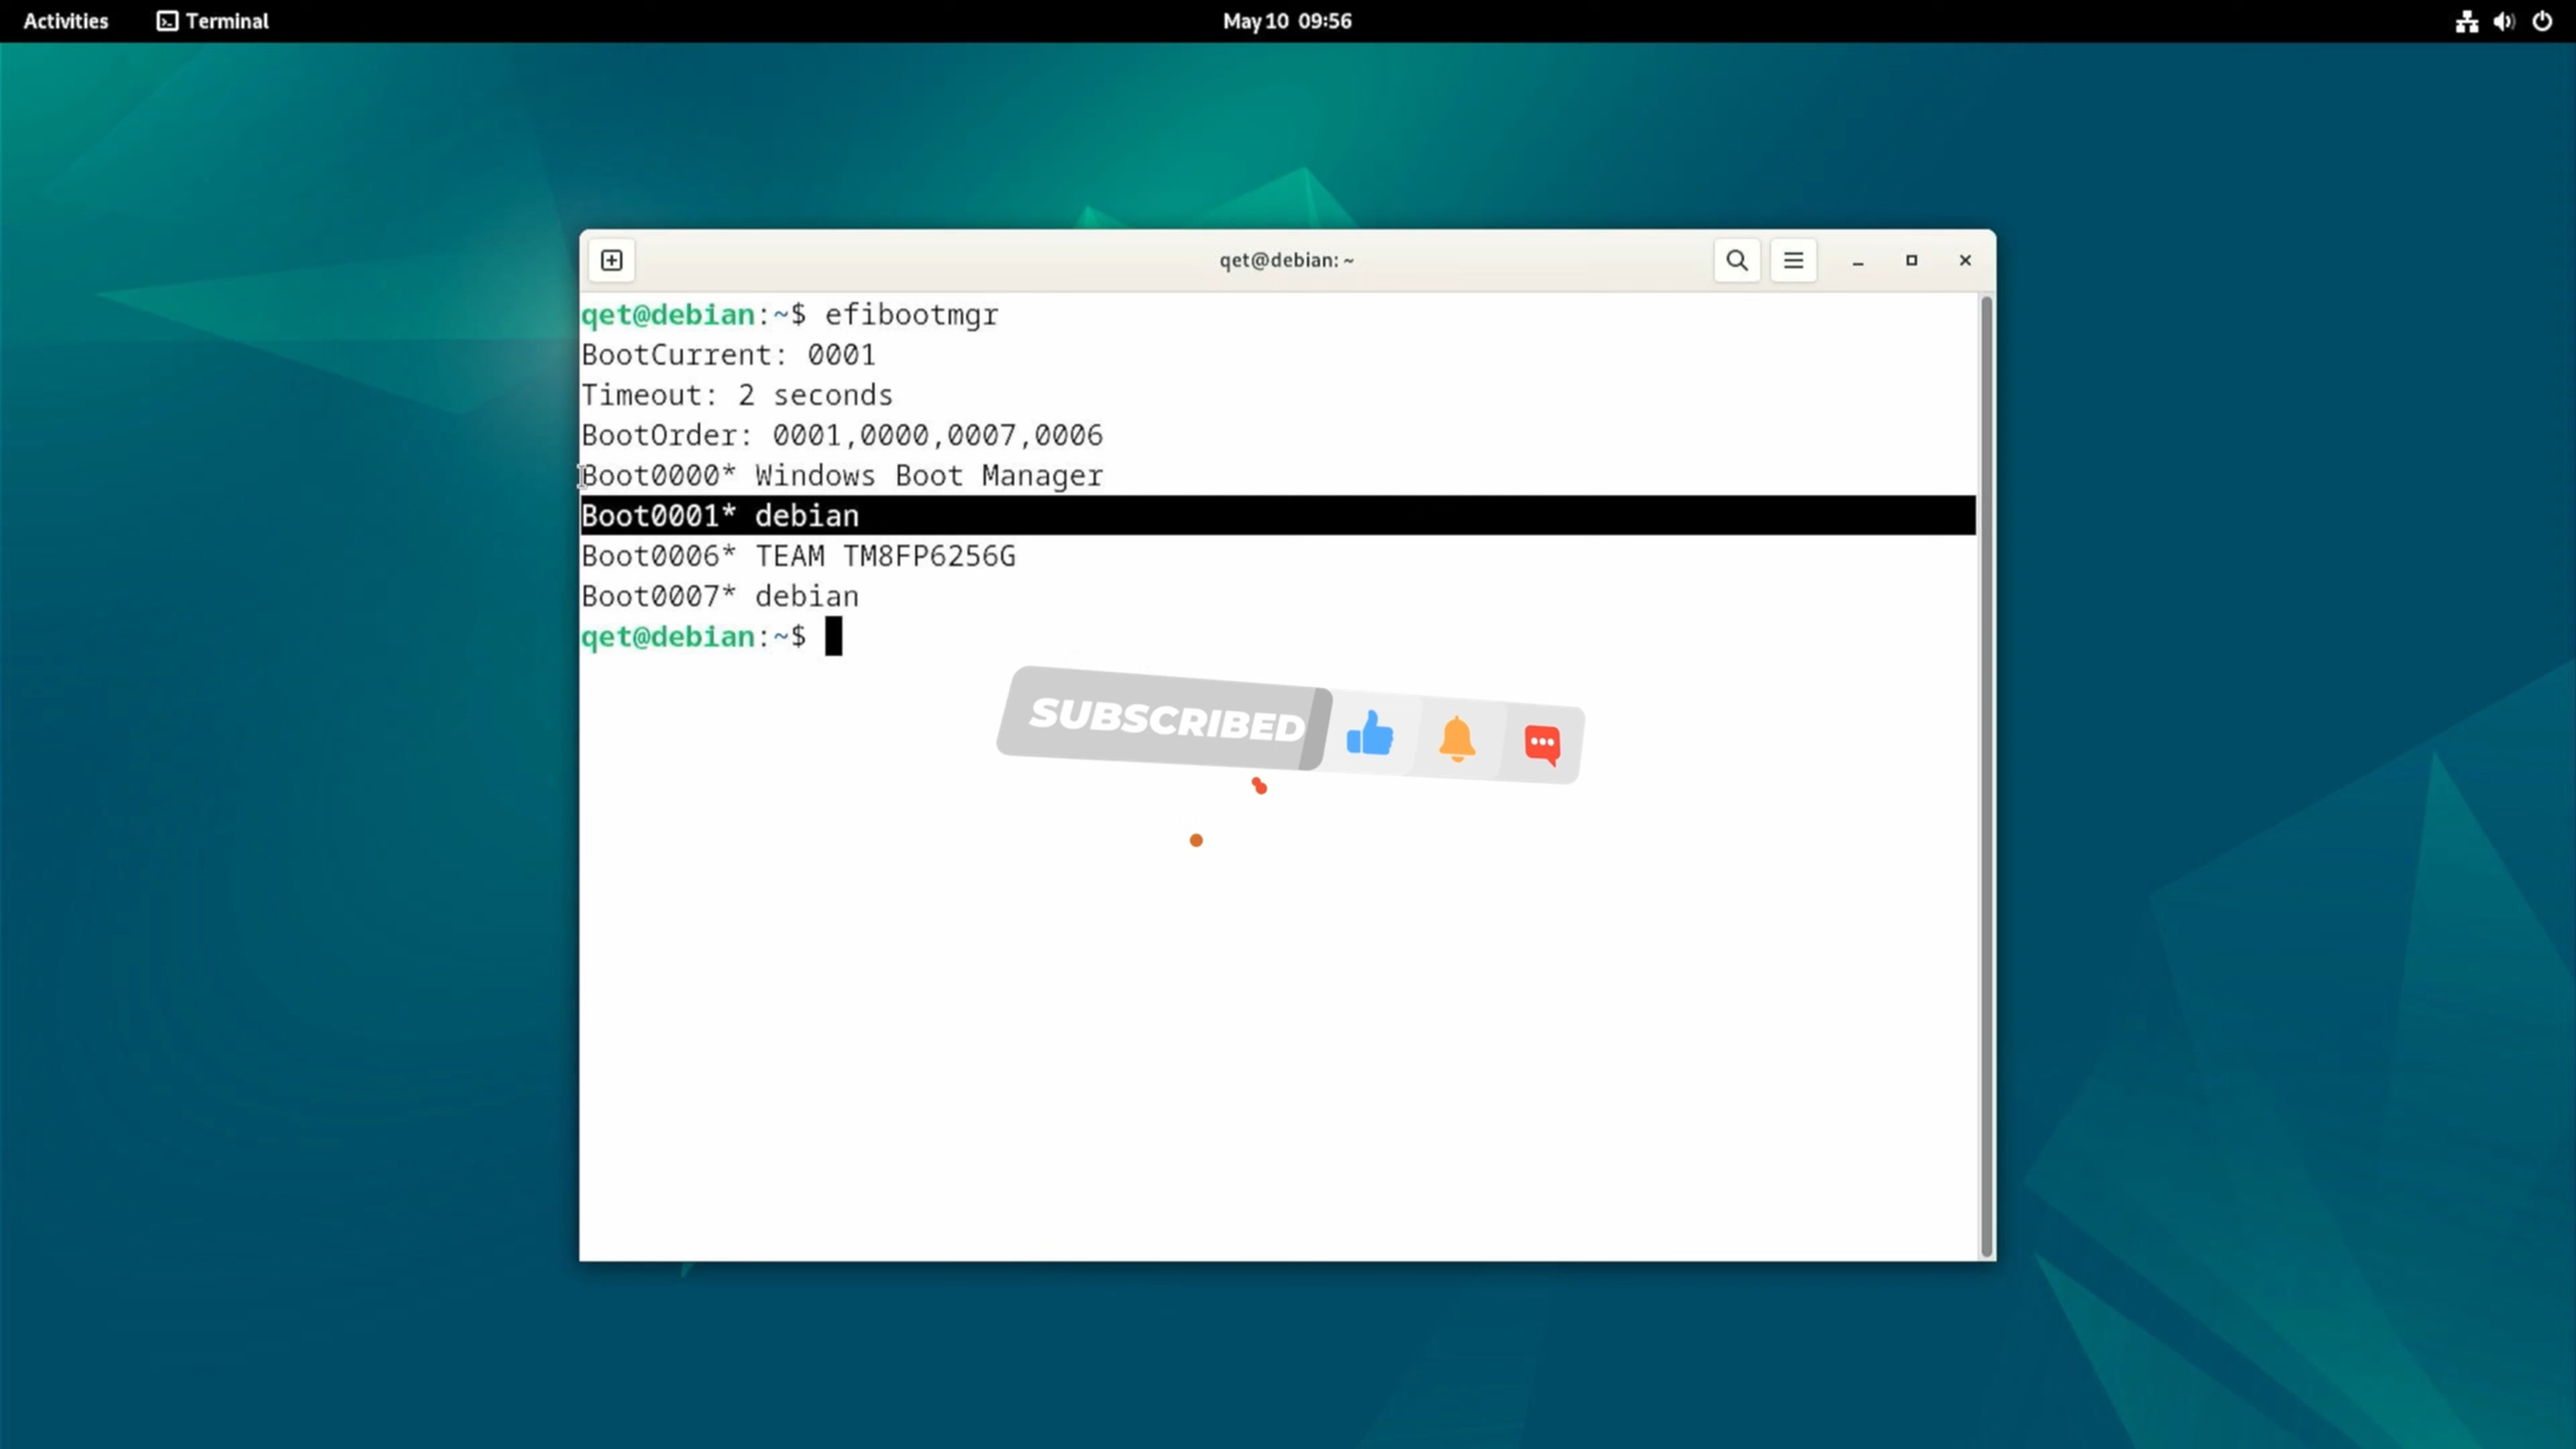 Activities Terminal May 10 09:56
qet@debian: ~
qet@debian:~$ efibootmgr
BootCurrent: 0001
Timeout: 2 seconds
BootOrder: 0001,0000,0007,0006
Boot0000* Windows Boot Manager
Boot0001* debian
Boot0006* TEAM TM8FP6256G
Boot0007* debian
qet@debian:~$
SUBSCRIBED